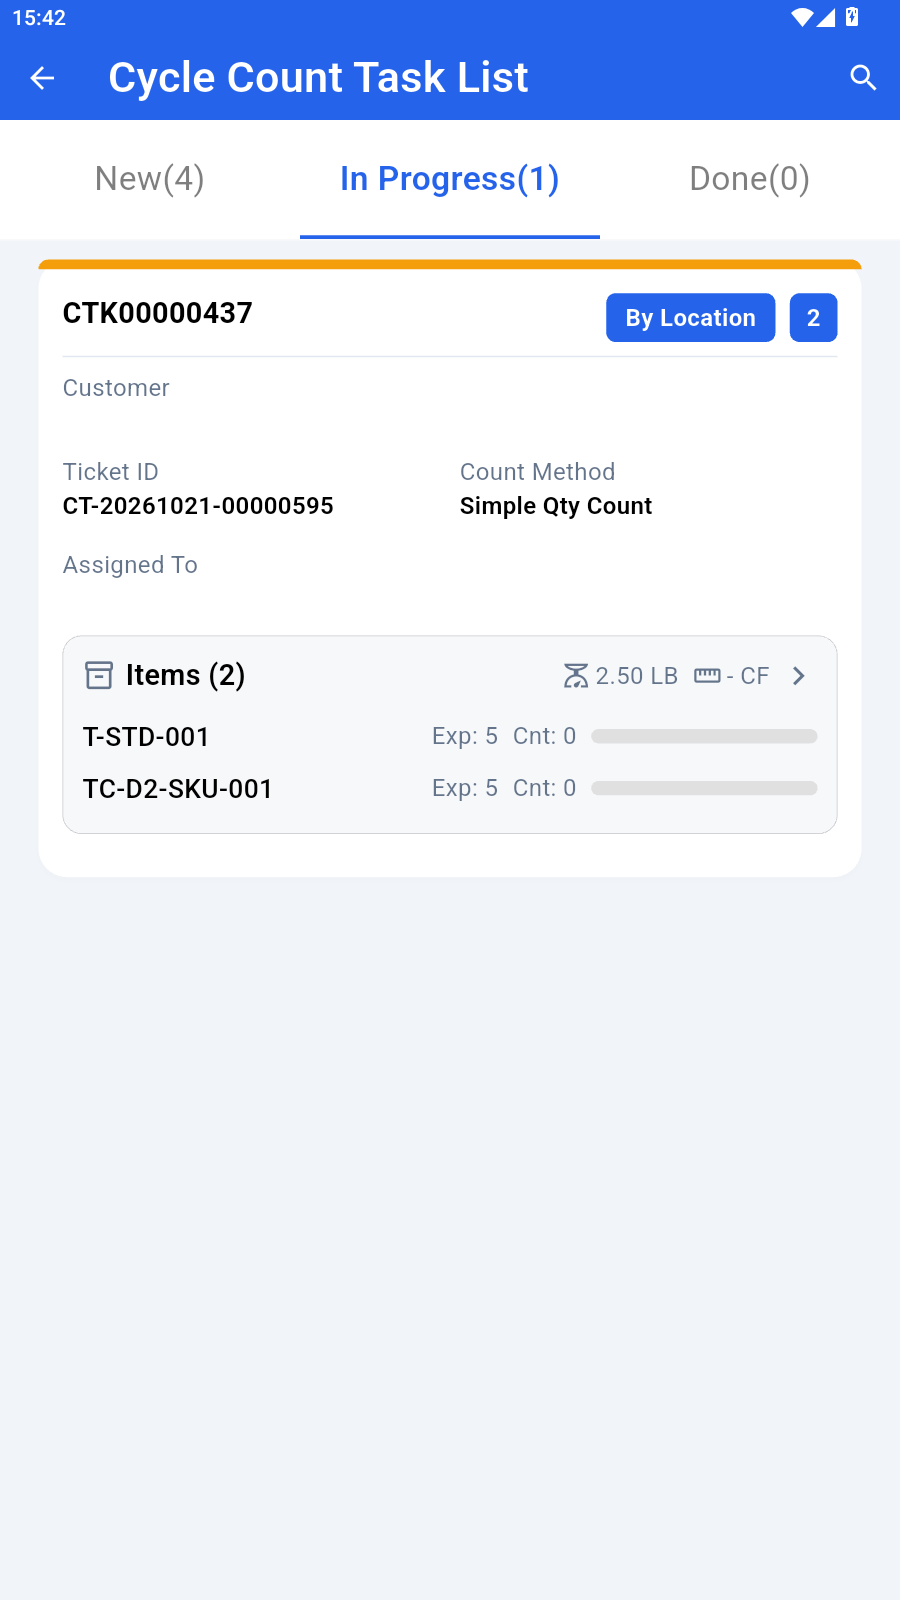 15:42
Cycle Count Task List
New(4) In Progress(1) Done(0)
CTK00000437 By Location 2
Customer
Ticket ID Count Method
CT-20261021-00000595 Simple Qty Count
Assigned To
Items (2) 2.50 LB - CF
T-STD-001 Exp: 5 Cnt: 0
TC-D2-SKU-001 Exp: 5 Cnt: 0